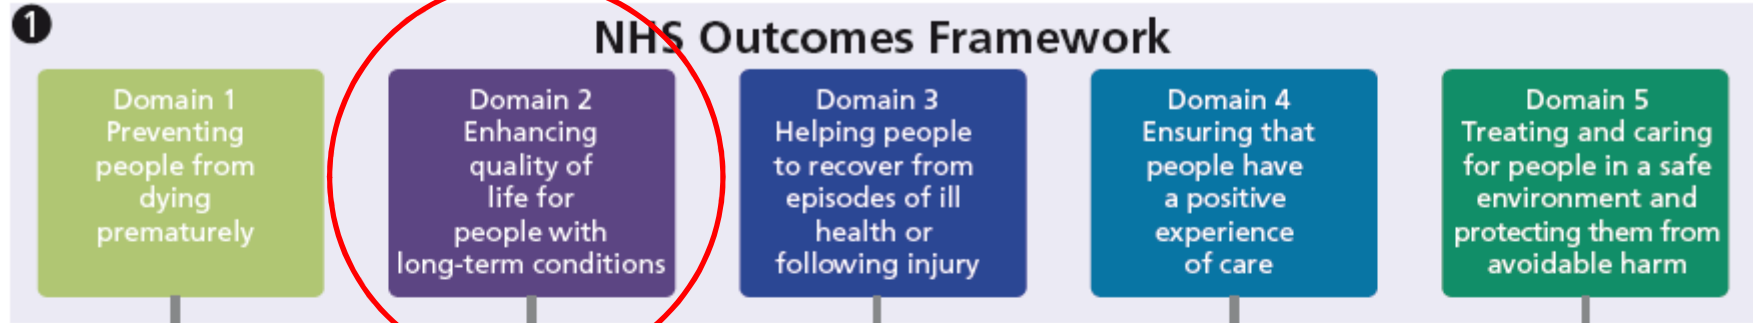 1
NHS Outcomes Framework
Domain 1
Preventing
people from
dying
prematurely
Domain 2
Enhancing
quality of
life for
people with
long-term conditions
Domain 3
Helping people
to recover from
episodes of ill
health or
following injury
Domain 4
Ensuring that
people have
a positive
experience
of care
Domain 5
Treating and caring
for people in a safe
environment and
protecting them from
avoidable harm